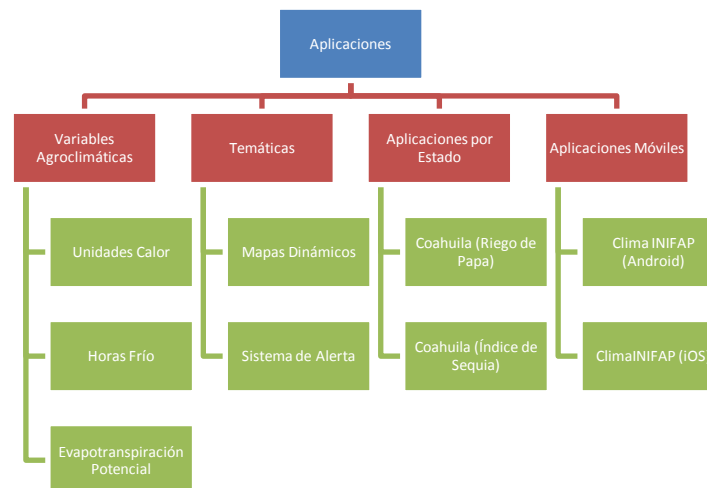 Aplicaciones
Variables
Agroclimáticas
Temáticas
Aplicaciones por
Estado
Aplicaciones Móviles
Unidades Calor
Mapas Dinámicos
Coahuila (Riego de
Papa)
Clima INIFAP
(Android)
Horas Frío
Sistema de Alerta
Coahuila (Índice de
Sequia)
ClimaINIFAP (iOS
Evapotranspiración
Potencial